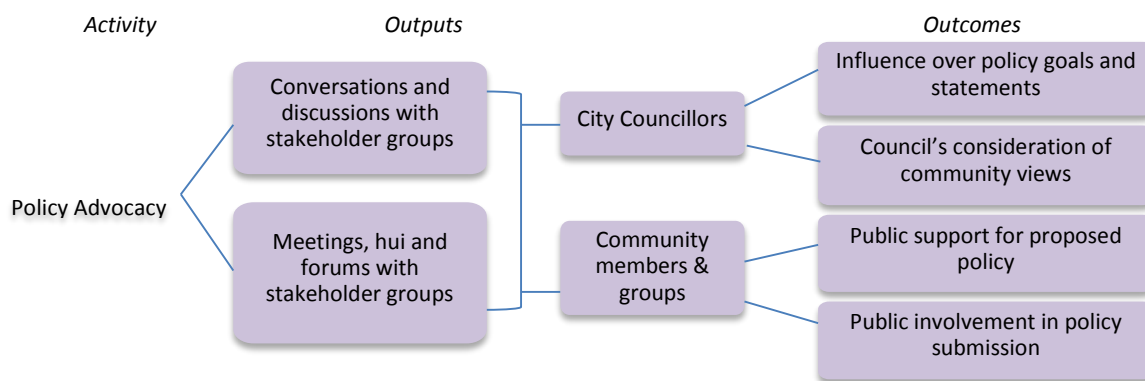 Activity
Outputs
Outcomes
Policy Advocacy
Conversations and
discussions with
stakeholder groups
Meetings, hui and
forums with
stakeholder groups
City Councillors
Community
members &
groups
Influence over policy goals and
statements
Council’s consideration of
community views
Public support for proposed
policy
Public involvement in policy
submission